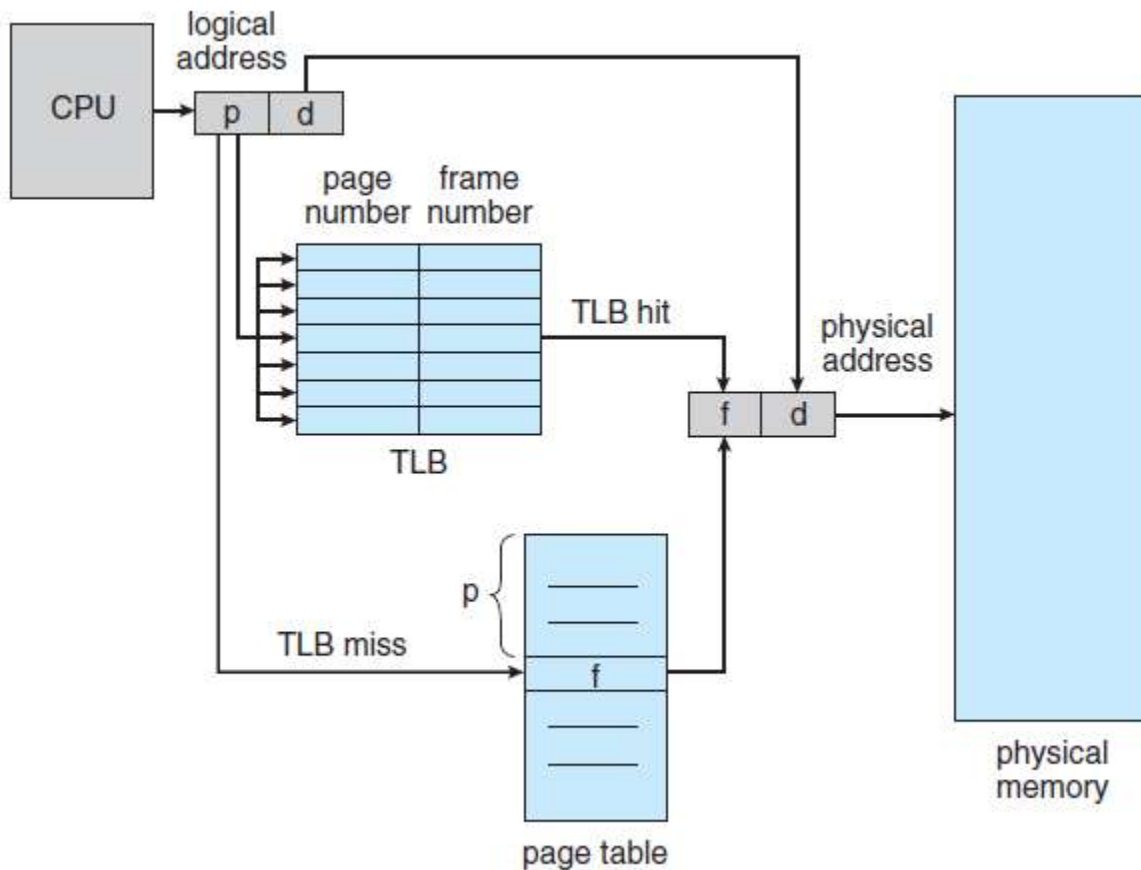 CPU
logical
address
p
d
page
number
frame
number
TLB hit
TLB
physical
address
f
d
p
TLB miss
f
page table
physical
memory